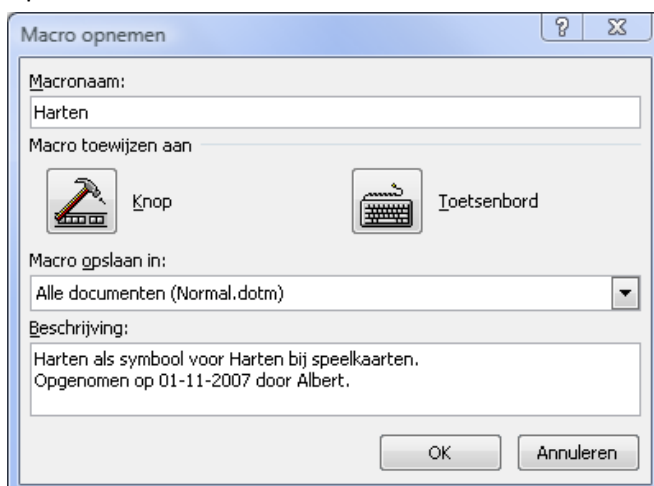 Macro opnemen
Macronaam:
Harten
Macro toewijzen aan
Knop
Toetsenbord
Macro opslaan in:
Alle documenten (Normal.dotm)
Beschrijving:
Harten als symbool voor Harten bij speelkaarten.
Opgenomen op 01-11-2007 door Albert.
OK
Annuleren